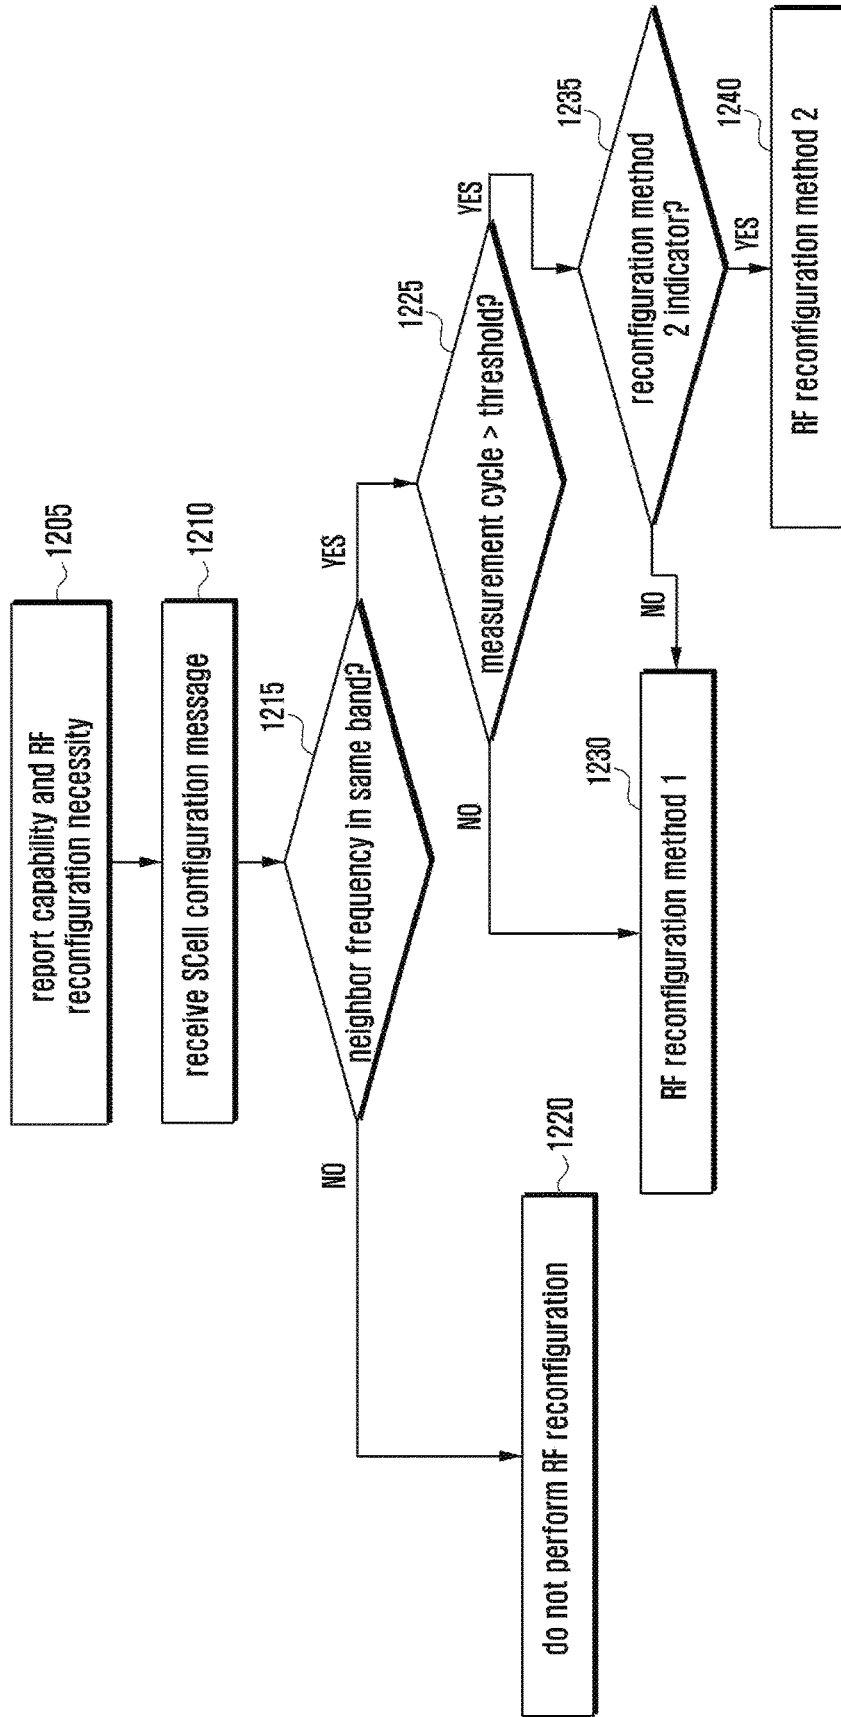 report capability and RF
reconfiguration necessity
1205
receive SCell configuration message
1210
neighbor frequency in same band?
1215
NO
YES
do not perform RF reconfiguration
1220
measurement cycle > threshold?
1225
NO
YES
RF reconfiguration method 1
1230
reconfiguration method
2 indicator?
1235
NO
YES
RF reconfiguration method 2
1240